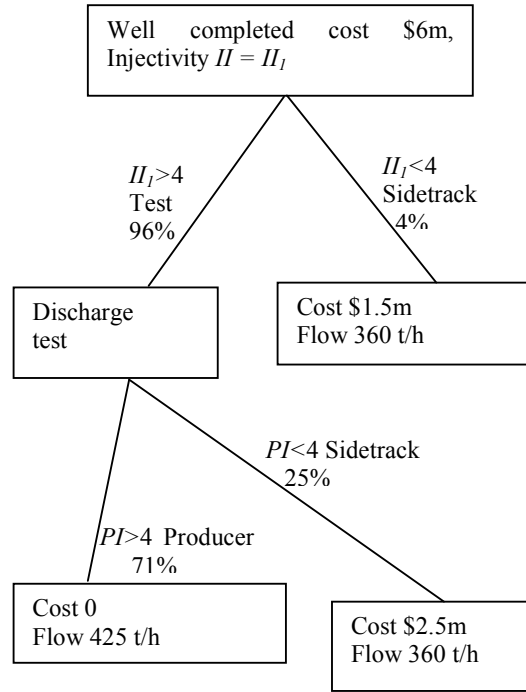 Well completed cost $6m,
Injectivity II = II₁
II₁>4
Test
96%
II₁<4
Sidetrack
4%
Discharge
test
Cost $1.5m
Flow 360 t/h
PI<4 Sidetrack
25%
PI>4 Producer
71%
Cost 0
Flow 425 t/h
Cost $2.5m
Flow 360 t/h